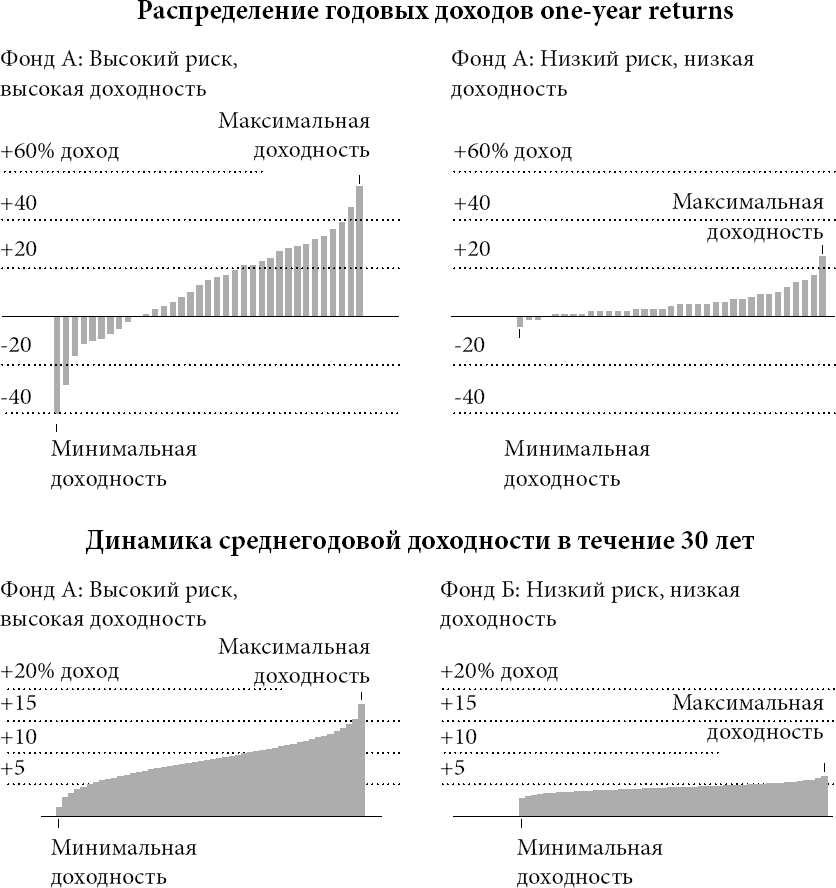 Распределение годовых доходов one-year returns
Фонд А: Высокий риск,
высокая доходность
Максимальная
доходность
+60% доход
+40
+20
-20
-40
Минимальная
доходность
Фонд А: Низкий риск, низкая
доходность
+60% доход
+40
Максимальная
доходность
+20
-20
-40
Минимальная
доходность
Динамика среднегодовой доходности в течение 30 лет
Фонд А: Высокий риск,
высокая доходность
Максимальная
доходность
+20% доход
+15
+10
+5
Минимальная
доходность
Фонд Б: Низкий риск, низкая
доходность
+20% доход
+15
Максимальная
доходность
+10
+5
Минимальная
доходность